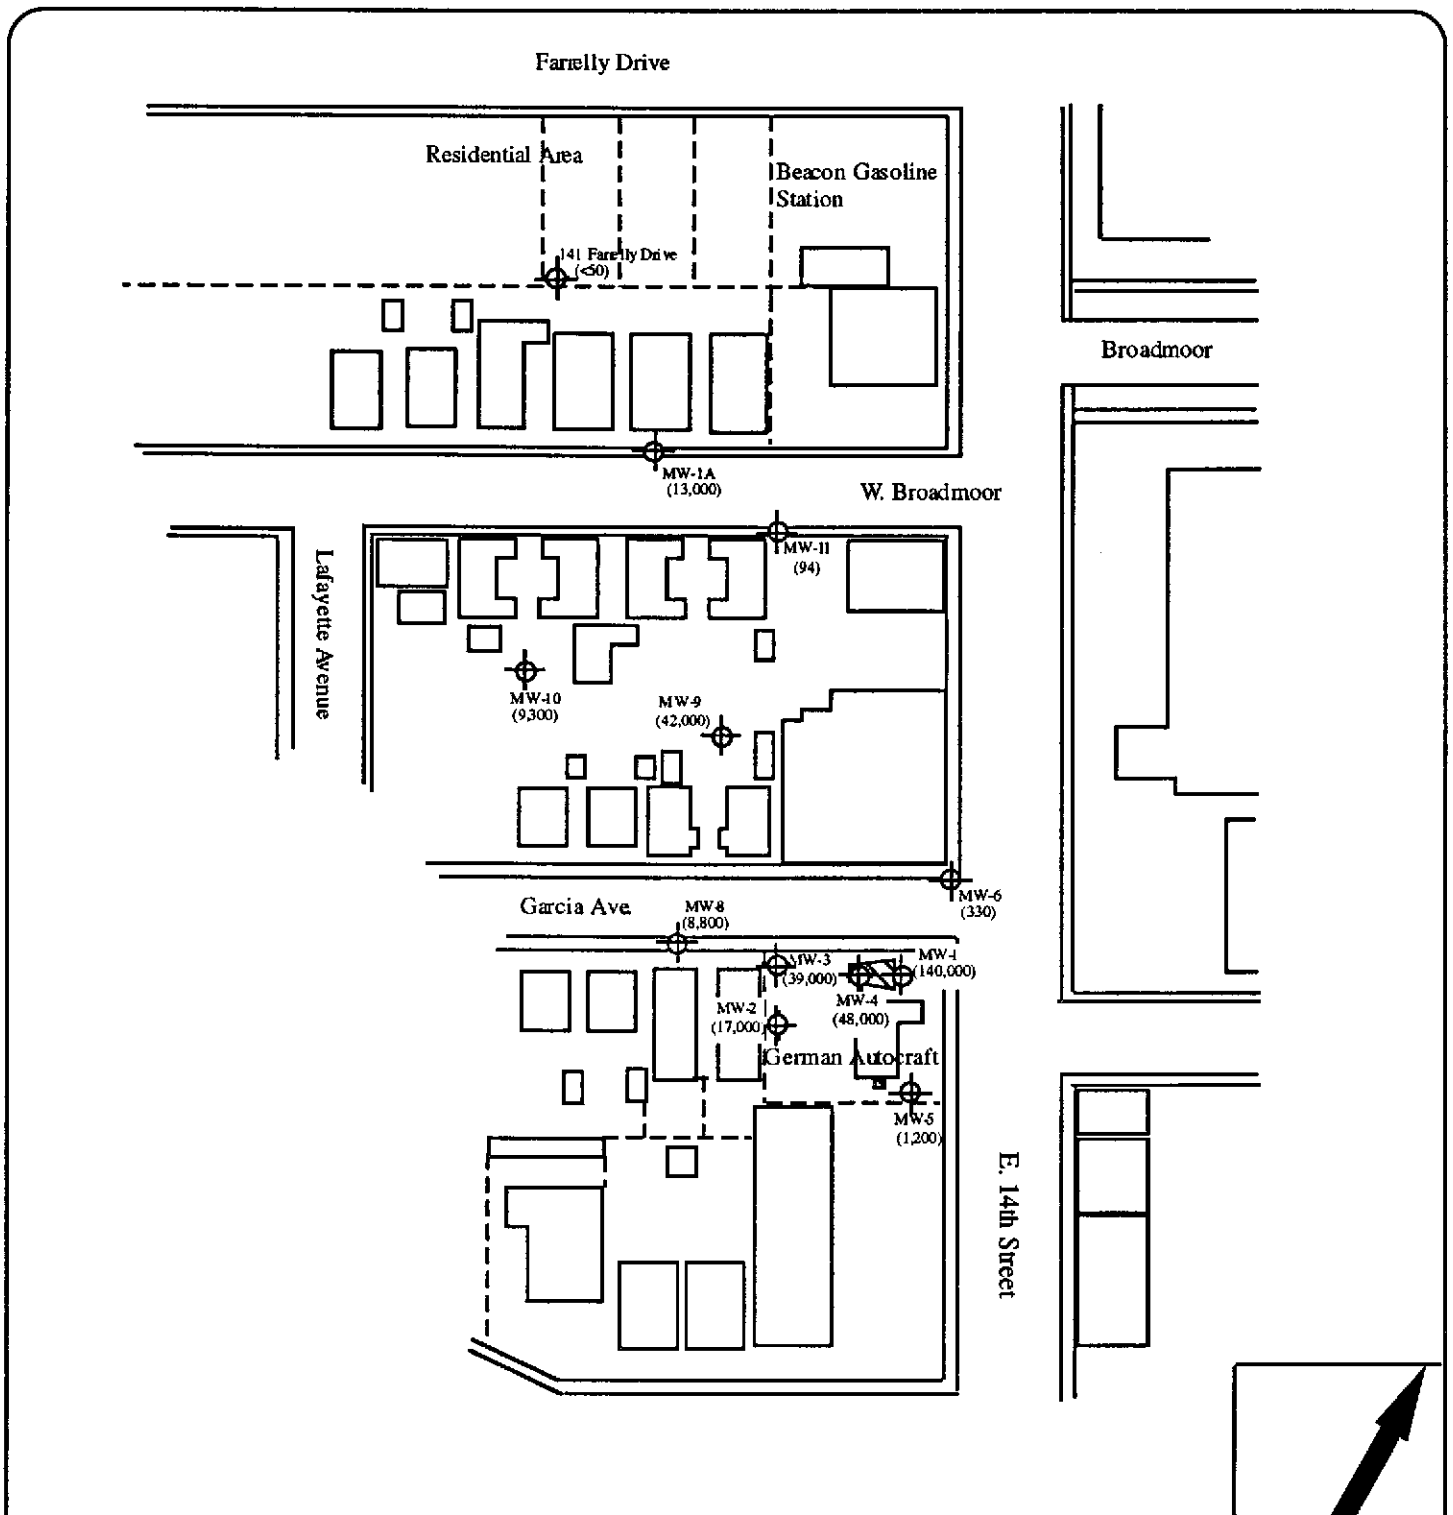 Farrelly Drive
Residential Area
Beacon Gasoline
Station
141 Farrelly Drive
(<50)
Broadmoor
MW-1A
(13,000)
W. Broadmoor
MW-11
(94)
Lafayette Avenue
MW-10
(9,300)
MW-9
(42,000)
MW-6
(330)
Garcia Ave
MW-8
(8,800)
MW-3
(39,000)
MW-1
(140,000)
MW-2
(17,000)
MW-4
(48,000)
German Autocraft
MW-5
(1,200)
E. 14th Street